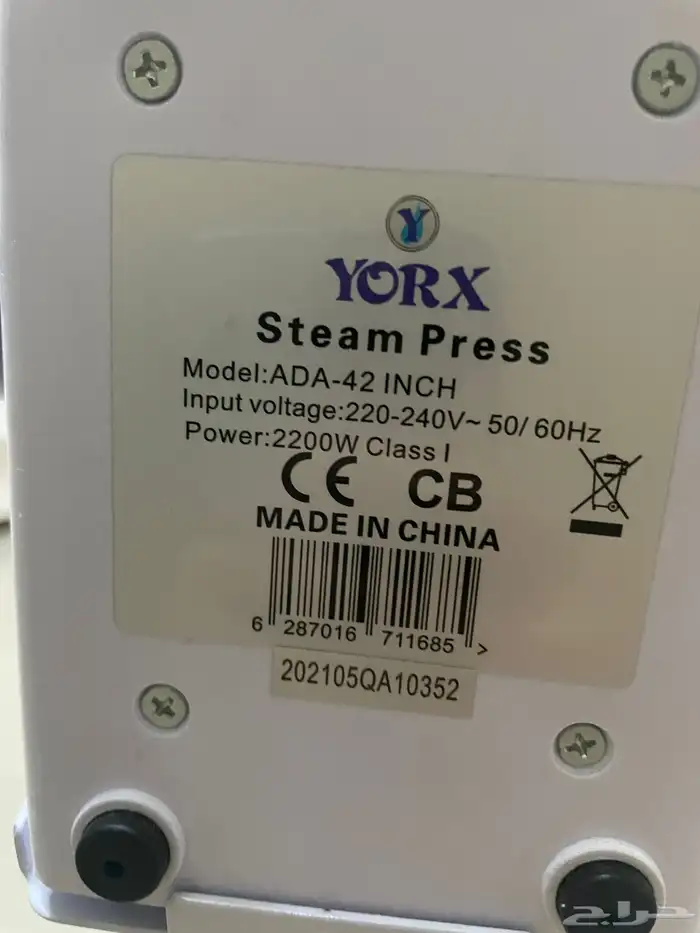 Y
YORX
Steam Press
Model:ADA-42 INCH
Input voltage:220-240V~ 50/60Hz
Power:2200W Class I
CE CB
MADE IN CHINA
6 287016 711685 >
202105QA10352
حراج